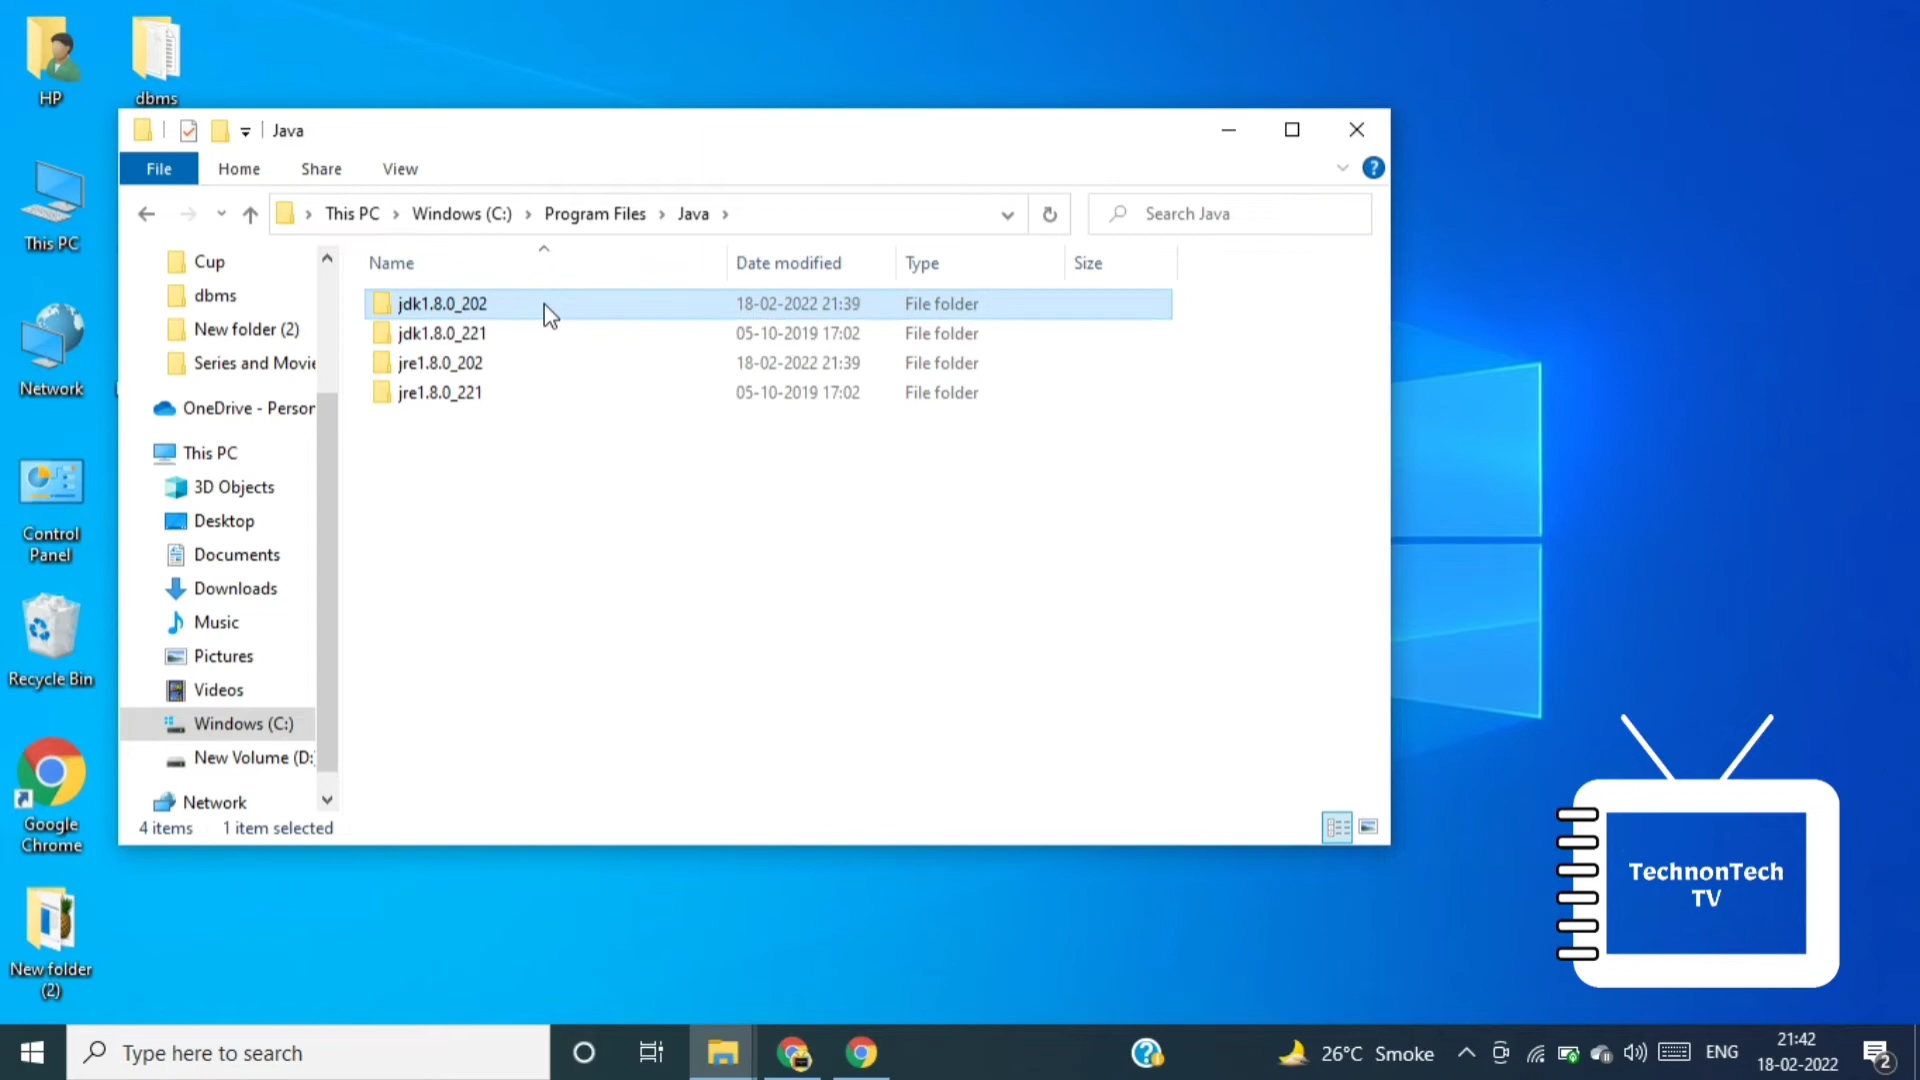 HP
dbms
This PC
Network
Control
Panel
Recycle Bin
Google
Chrome
New folder
(2)
Java
File
Home
Share
View
?
This PC
Windows (C:)
Program Files
Java
Search Java
Cup
dbms
New folder (2)
Series and Movie
OneDrive - Person
This PC
3D Objects
Desktop
Documents
Downloads
Music
Pictures
Videos
Windows (C:)
New Volume (D:
Network
Name Date modified Type Size
jdk1.8.0_202 18-02-2022 21:39 File folder
jdk1.8.0_221 05-10-2019 17:02 File folder
jre1.8.0_202 18-02-2022 21:39 File folder
jre1.8.0_221 05-10-2019 17:02 File folder
4 items 1 item selected
TechnonTech
TV
Type here to search
?
26°C Smoke
ENG
21:42
18-02-2022
2